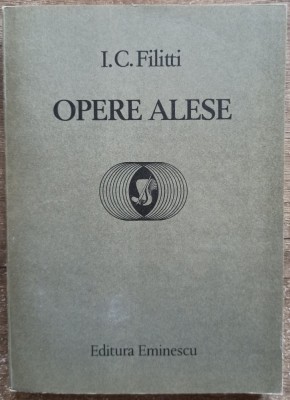 I.C. Filitti
OPERE ALESE
Editura Eminescu